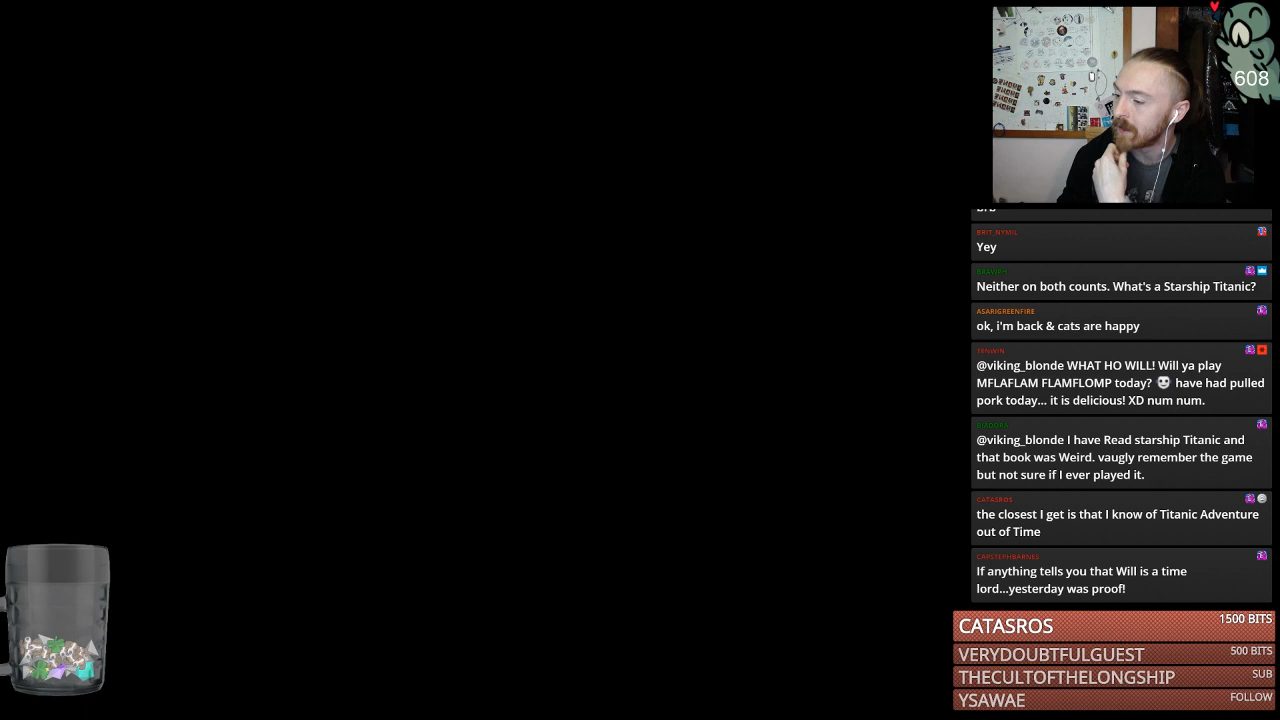 608
BRIT_NYMIL
Yey
Neither on both counts. What's a Starship Titanic?
ASARIGREENFIRE
ok, i'm back & cats are happy
TENWIN
@viking_blonde WHAT HO WILL! Will ya play
MFLAFLAM FLAMFLOMP today? have had pulled
pork today... it is delicious! XD num num.
@viking_blonde I have Read starship Titanic and
that book was Weird. vaugly remember the game
but not sure if I ever played it.
CATASROS
the closest I get is that I know of Titanic Adventure
out of Time
CAPSTEPHBARNES
If anything tells you that Will is a time
lord...yesterday was proof!
CATASROS 1500 BITS
VERYDOUBTFULGUEST 500 BITS
THECULTOFTHELONGSHIP SUB
YSAWAE FOLLOW